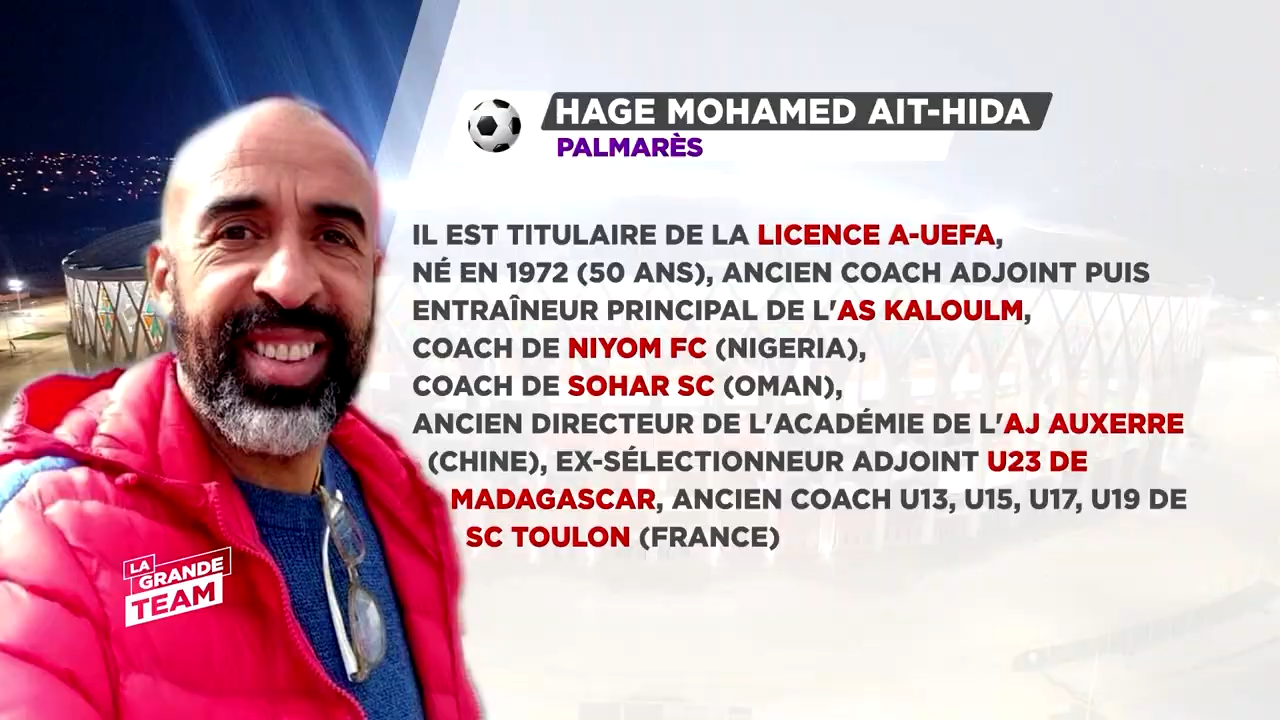 HAGE MOHAMED AIT-HIDA
PALMARÈS
IL EST TITULAIRE DE LA LICENCE A-UEFA,
NÉ EN 1972 (50 ANS), ANCIEN COACH ADJOINT PUIS
ENTRAÎNEUR PRINCIPAL DE L'AS KALOULM,
COACH DE NIYOM FC (NIGERIA),
COACH DE SOHAR SC (OMAN),
ANCIEN DIRECTEUR DE L'ACADÉMIE DE L'AJ AUXERRE
(CHINE), EX-SÉLECTIONNEUR ADJOINT U23 DE
MADAGASCAR, ANCIEN COACH U13, U15, U17, U19 DE
SC TOULON (FRANCE)
LA
GRANDE
TEAM